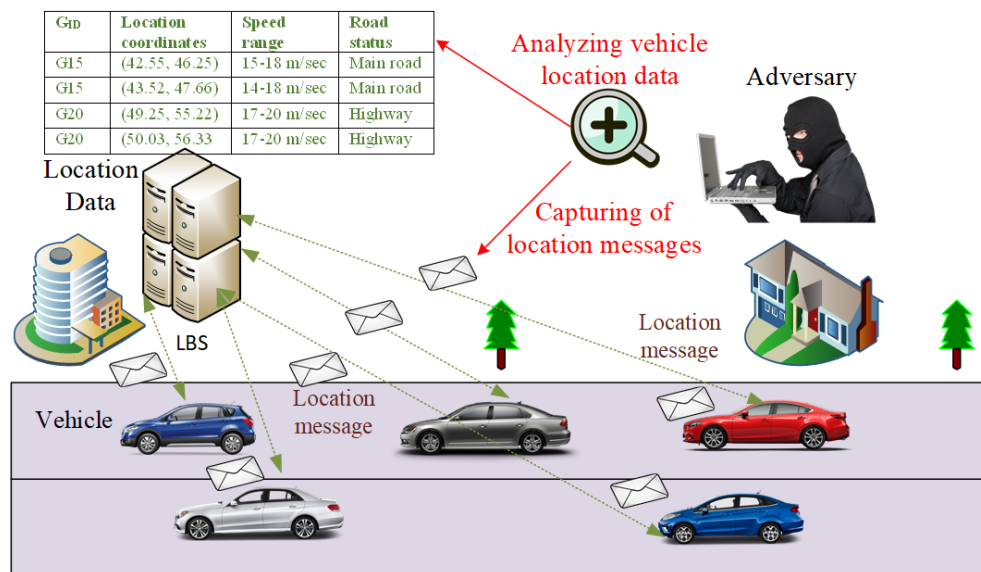 GID Location coordinates Speed range Road status
G15 (42.55, 46.25) 15-18 m/sec Main road
G15 (43.52, 47.66) 14-18 m/sec Main road
G20 (49.25, 55.22) 17-20 m/sec Highway
G20 (50.03, 56.33 17-20 m/sec Highway
Analyzing vehicle
location data
Adversary
Location
Data
Capturing of
location messages
LBS
Location
message
Location
message
Vehicle